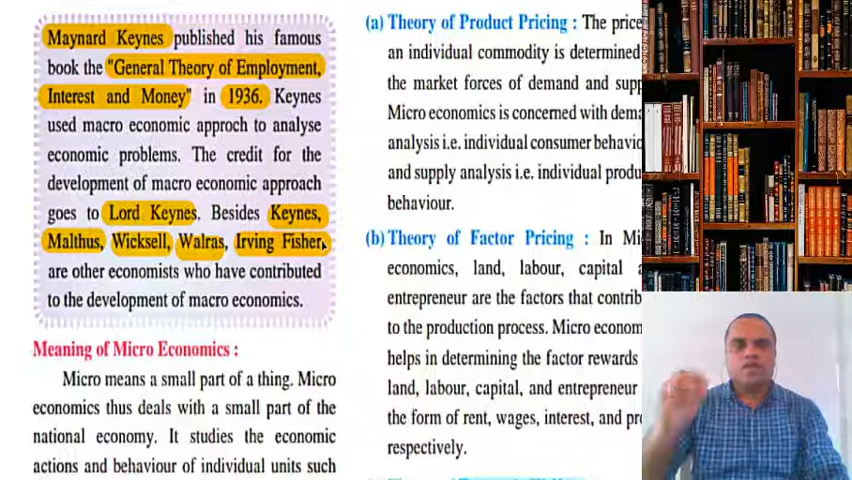 Maynard Keynes published his famous
book the "General Theory of Employment,
Interest and Money" in 1936. Keynes
used macro economic approch to analyse
economic problems. The credit for the
development of macro economic approach
goes to Lord Keynes. Besides Keynes,
Malthus, Wicksell, Walras, Irving Fisher,
are other economists who have contributed
to the development of macro economics.
Meaning of Micro Economics :
Micro means a small part of a thing. Micro
economics thus deals with a small part of the
national economy. It studies the economic
actions and behaviour of individual units such
(a) Theory of Product Pricing : The price
an individual commodity is determined
the market forces of demand and supp
Micro economics is concerned with dema
analysis i.e. individual consumer behavio
and supply analysis i.e. individual produ
behaviour.
(b) Theory of Factor Pricing : In Mi
economics, land, labour, capital a
entrepreneur are the factors that contrib
to the production process. Micro econom
helps in determining the factor rewards
land, labour, capital, and entrepreneur
the form of rent, wages, interest, and pr
respectively.